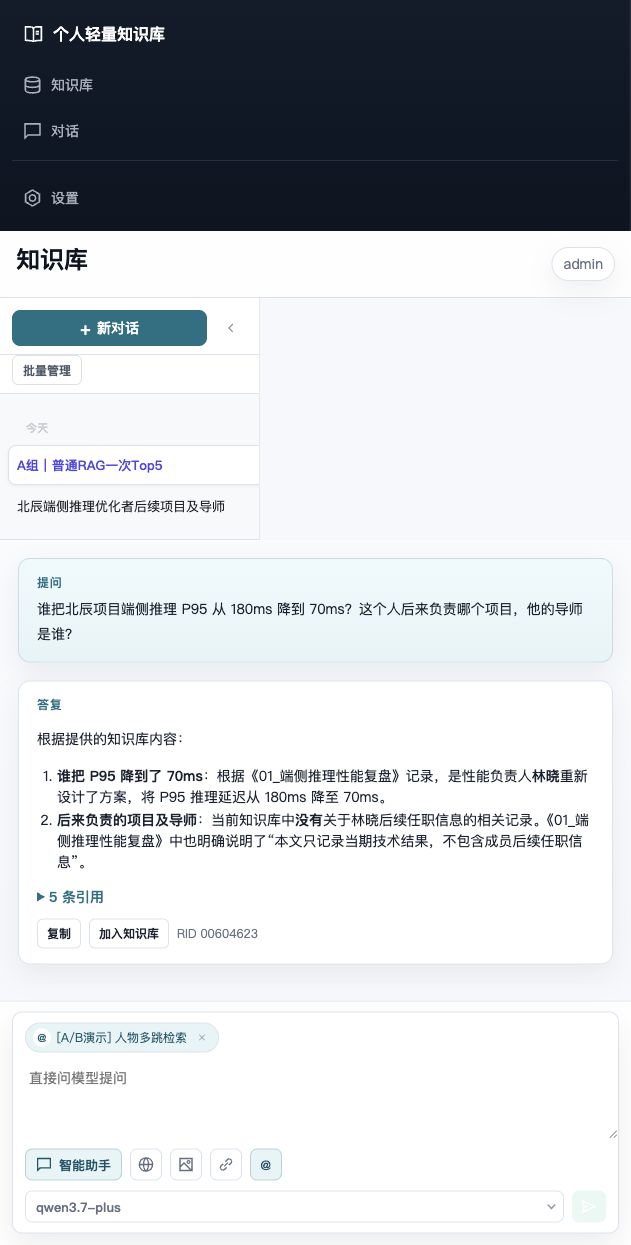 个人轻量知识库
知识库
对话
设置
知识库
admin
+ 新对话
批量管理
今天
A组｜普通RAG一次Top5
北辰端侧推理优化者后续项目及导师
提问
谁把北辰项目端侧推理 P95 从 180ms 降到 70ms？这个人后来负责哪个项目，他的导师
是谁？
答复
根据提供的知识库内容：
1. 谁把 P95 降到了 70ms：根据《01_端侧推理性能复盘》记录，是性能负责人林晓重新
设计了方案，将 P95 推理延迟从 180ms 降至 70ms。
2. 后来负责的项目及导师：当前知识库中没有关于林晓后续任职信息的相关记录。《01_端
侧推理性能复盘》中也明确说明了“本文只记录当期技术结果，不包含成员后续任职信
息”。
5 条引用
复制 加入知识库 RID 00604623
@ [A/B演示] 人物多跳检索 ×
直接问模型提问
智能助手 @
qwen3.7-plus